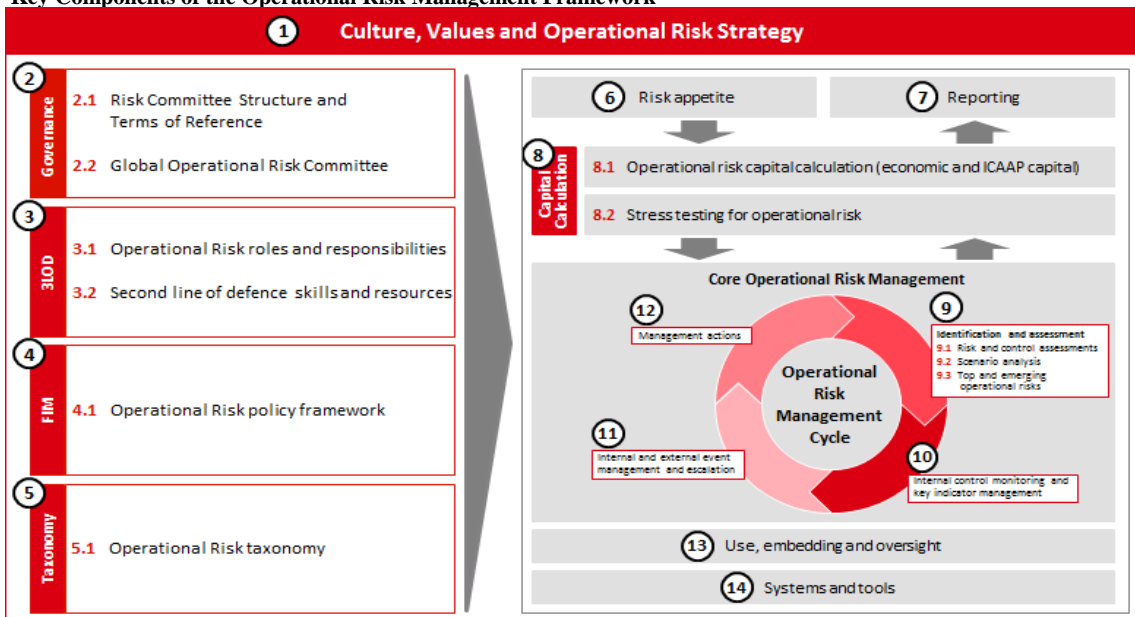 Key Components of the Operational Risk Management Framework
1 Culture, Values and Operational Risk Strategy
2
Governance
2.1 Risk Committee Structure and
Terms of Reference
2.2 Global Operational Risk Committee
3
3LOD
3.1 Operational Risk roles and responsibilities
3.2 Second line of defence skills and resources
4
FIM
4.1 Operational Risk policy framework
5
Taxonomy
5.1 Operational Risk taxonomy
6 Risk appetite
7 Reporting
8
Capital
Calculation
8.1 Operational risk capital calculation (economic and ICAAP capital)
8.2 Stress testing for operational risk
Core Operational Risk Management
12
Management actions
9
Identification and assessment
9.1 Risk and control assessments
9.2 Scenario analysis
9.3 Top and emerging
operational risks
Operational
Risk
Management
Cycle
11
Internal and external event
management and escalation
10
Internal control monitoring and
key indicator management
13 Use, embedding and oversight
14 Systems and tools